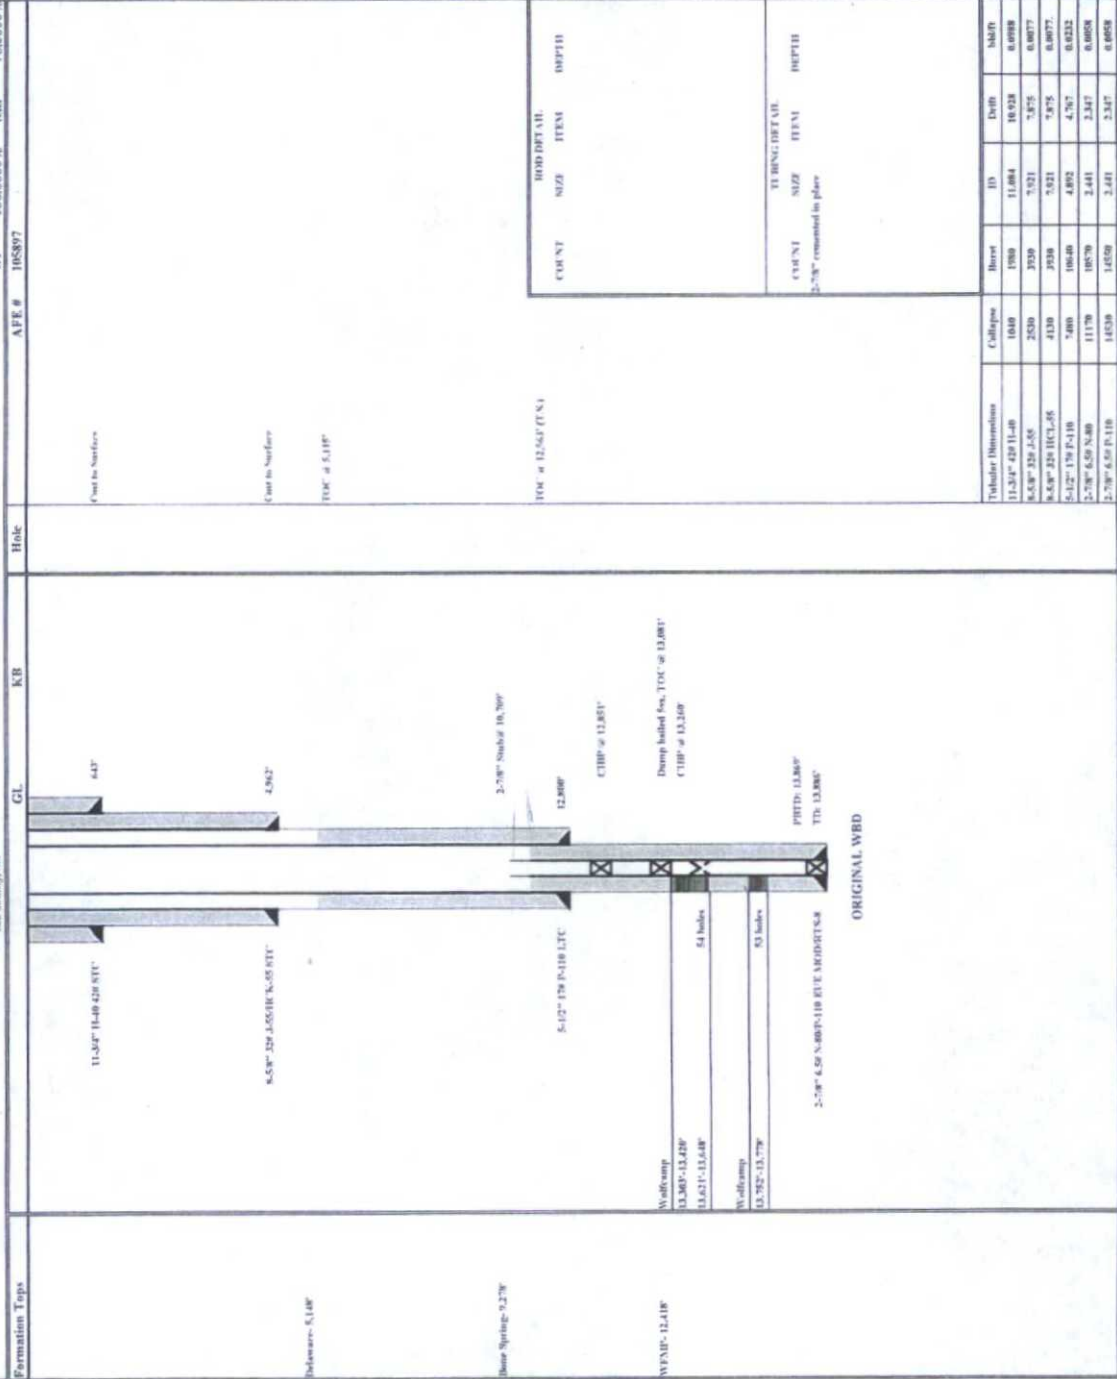 Formation Tops
GL
KB
Hole
AFE # 105897
11-3/4" H-40 42# STC
643'
8-5/8" 32# J-55/HCK-55 STC
4,962'
Delaware- 5,148'
TOC @ 5,115'
Bone Spring- 9,278'
2-7/8" Stub @ 10,709'
5-1/2" 17# P-110 LTC
12,800'
TOC @ 12,563' (T.S.)
CIBP @ 12,851'
WFMP- 12,418'
Wolfcamp
13,303'-13,420'
13,621'-13,648'
54 holes
Dump bailed 5sx, TOC @ 13,081'
CIBP @ 13,260'
Wolfcamp
13,752'-13,778'
53 holes
2-7/8" 6.5# N-80/P-110 EUE MOD/RTS-8
PBTD: 13,869'
TD: 13,886'
ORIGINAL WBD
ROD DETAIL
COUNT SIZE ITEM DEPTH
TUBING DETAIL
COUNT SIZE ITEM DEPTH
2-7/8" cemented in place
Tubular Dimensions Collapse Burst ID Drift bbl/ft
11-3/4" 42# H-40 1040 1980 11.084 10.928 0.0988
8-5/8" 32# J-55 2530 3930 7.921 7.875 0.0077
8-5/8" 32# HCL-55 4130 3930 7.921 7.875 0.0077
5-1/2" 17# P-110 7480 10640 4.892 4.767 0.0232
2-7/8" 6.5# N-80 11170 10570 2.441 2.347 0.0058
2-7/8" 6.5# P-110 14530 14550 2.441 2.347 0.0058